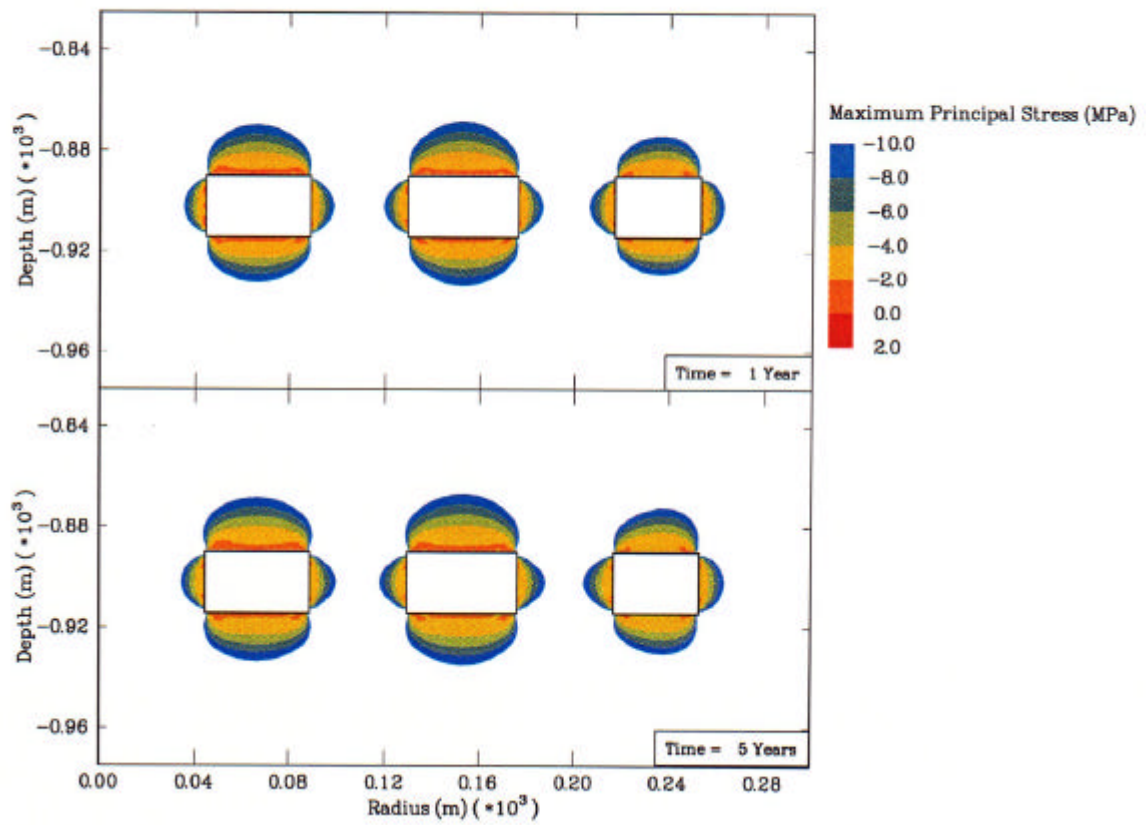 −0.84
−0.88
−0.92
−0.96
Depth (m) ( *10³)
Time = 1 Year
Maximum Principal Stress (MPa)
−10.0
−8.0
−6.0
−4.0
−2.0
0.0
2.0
−0.84
−0.88
−0.92
−0.96
Depth (m) ( *10³)
Time = 5 Years
0.00 0.04 0.08 0.12 0.16 0.20 0.24 0.28
Radius (m) ( *10³)